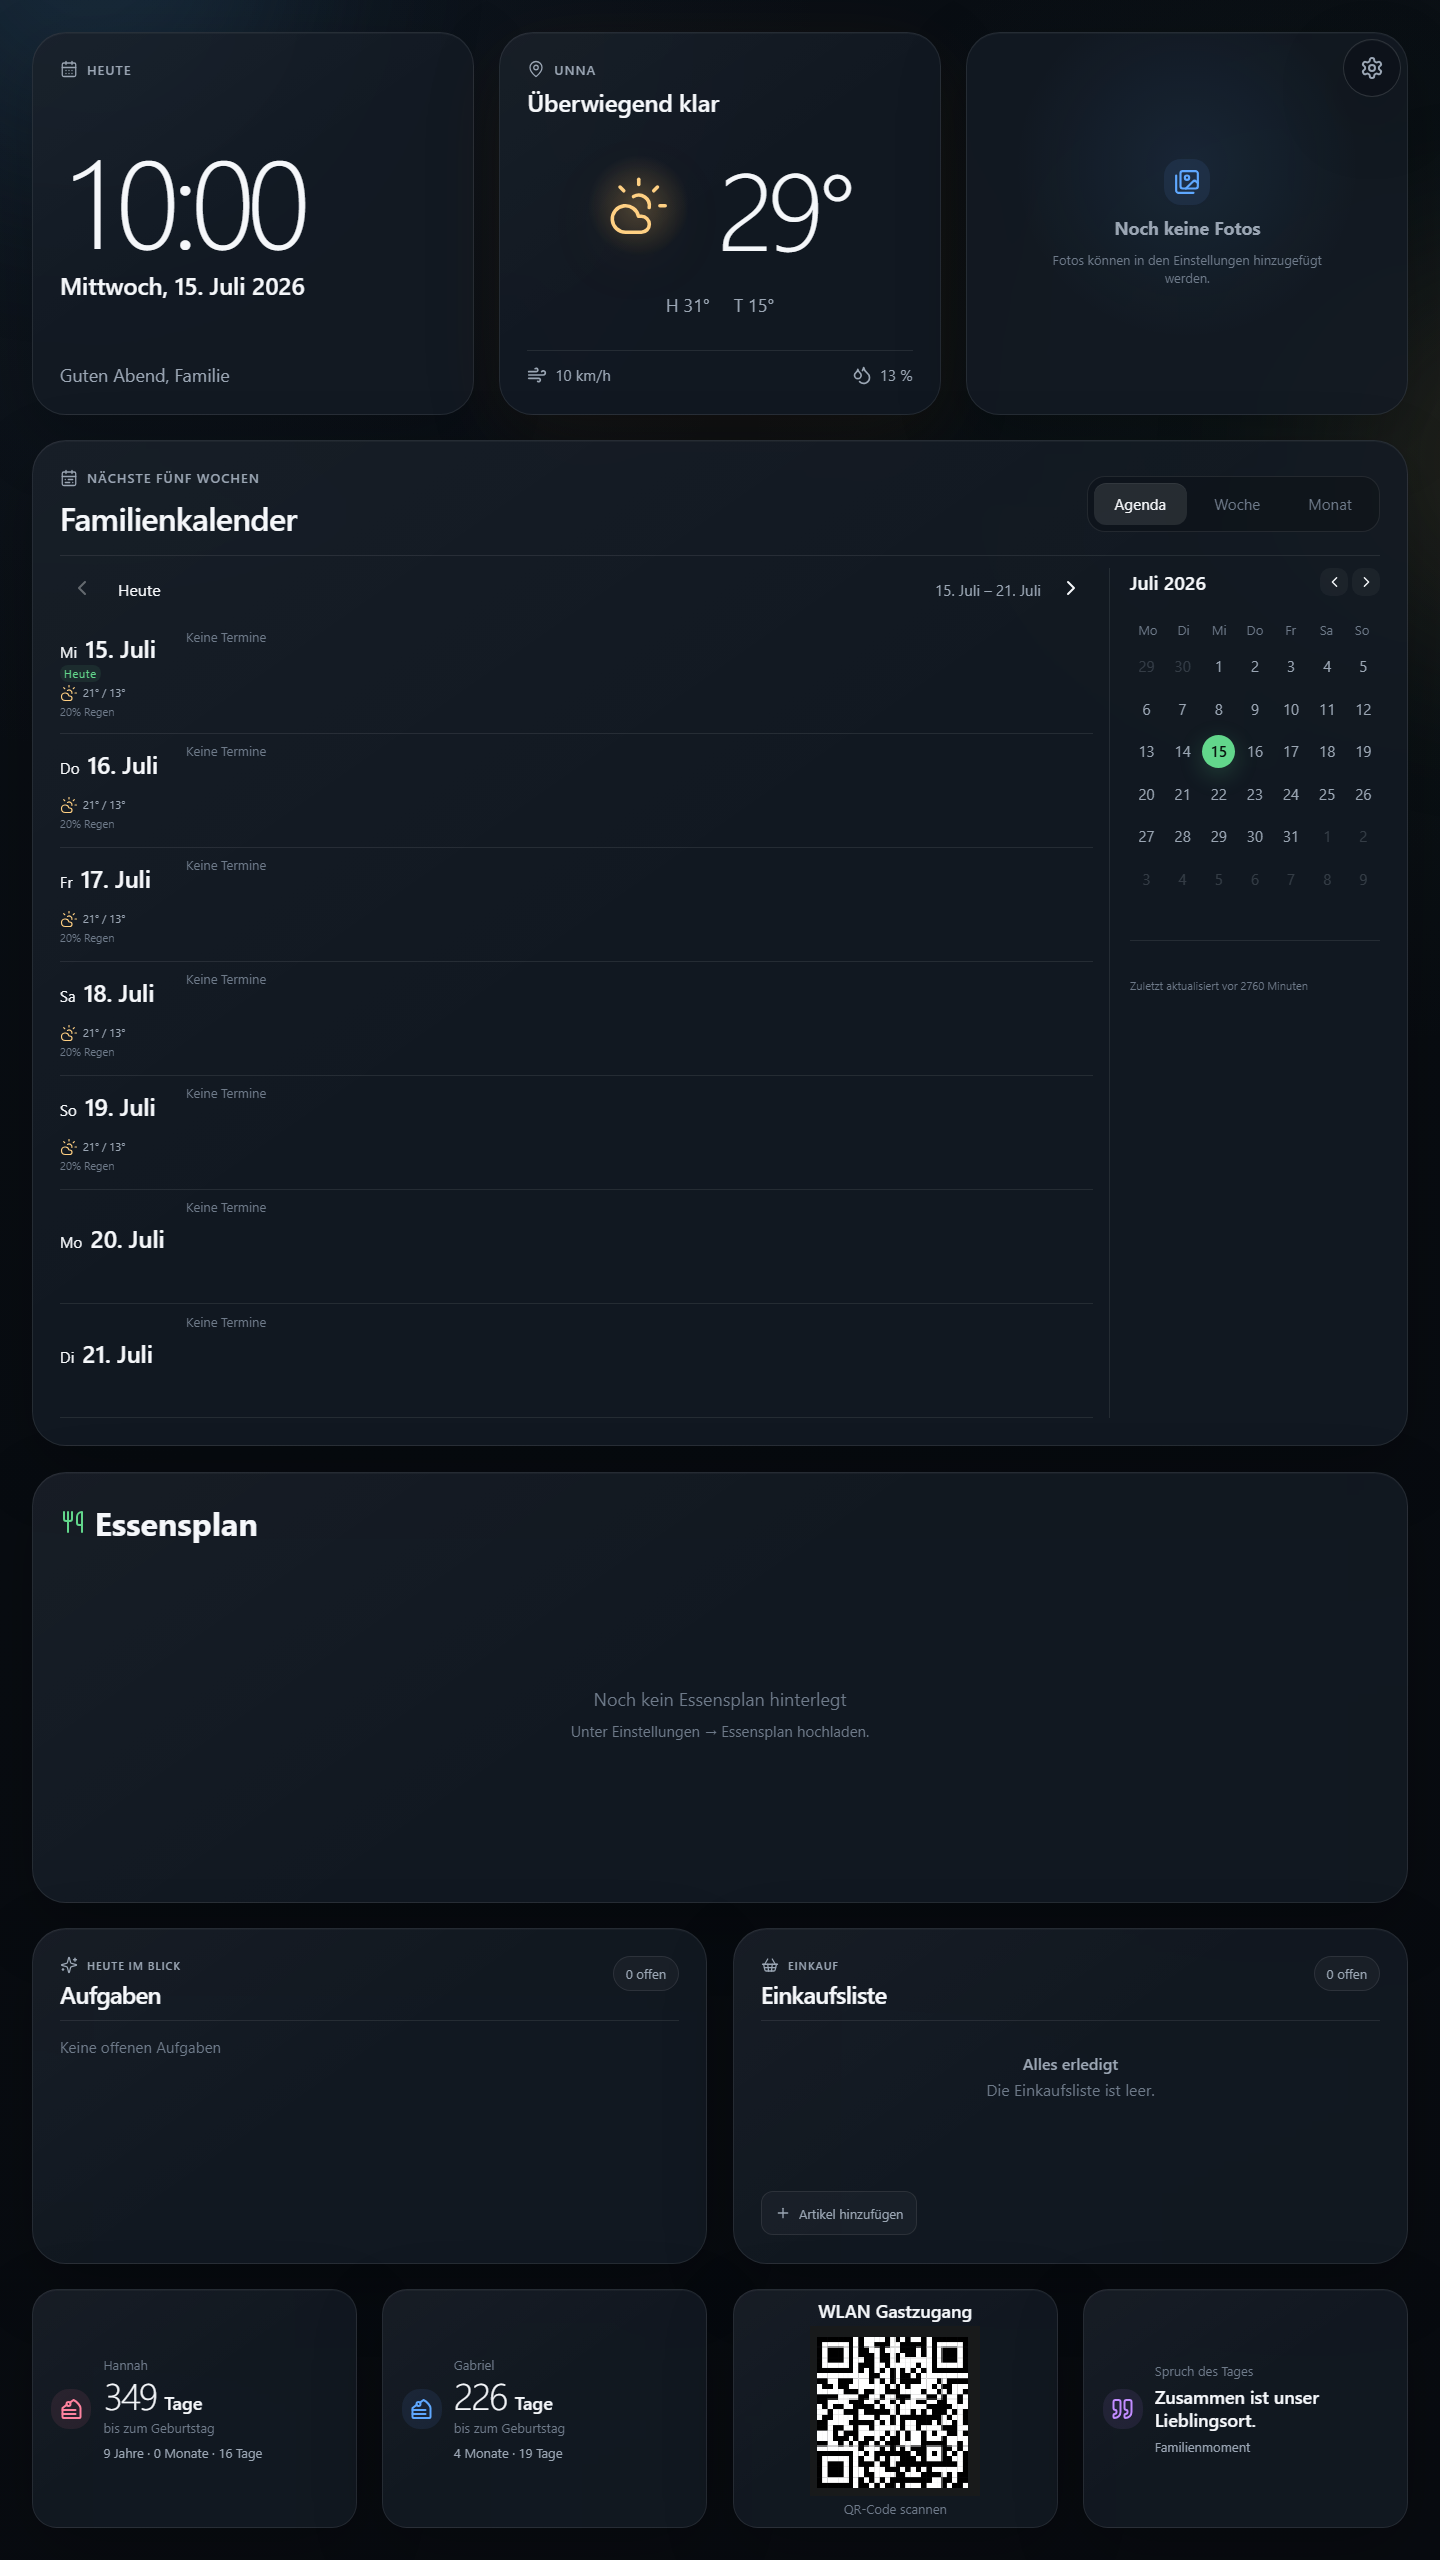 HEUTE
10:00
Mittwoch, 15. Juli 2026
Guten Abend, Familie
UNNA
Überwiegend klar
29°
H 31° T 15°
10 km/h 13 %
Noch keine Fotos
Fotos können in den Einstellungen hinzugefügt
werden.
NÄCHSTE FÜNF WOCHEN
Familienkalender
Agenda Woche Monat
Heute 15. Juli – 21. Juli
Mi 15. Juli Keine Termine
Heute
21° / 13°
20% Regen
Do 16. Juli Keine Termine
21° / 13°
20% Regen
Fr 17. Juli Keine Termine
21° / 13°
20% Regen
Sa 18. Juli Keine Termine
21° / 13°
20% Regen
So 19. Juli Keine Termine
21° / 13°
20% Regen
Mo 20. Juli Keine Termine
Di 21. Juli Keine Termine
Juli 2026
Mo Di Mi Do Fr Sa So
29 30 1 2 3 4 5
6 7 8 9 10 11 12
13 14 15 16 17 18 19
20 21 22 23 24 25 26
27 28 29 30 31 1 2
3 4 5 6 7 8 9
Zuletzt aktualisiert vor 2760 Minuten
Essensplan
Noch kein Essensplan hinterlegt
Unter Einstellungen → Essensplan hochladen.
HEUTE IM BLICK
Aufgaben
0 offen
Keine offenen Aufgaben
EINKAUF
Einkaufsliste
0 offen
Alles erledigt
Die Einkaufsliste ist leer.
+ Artikel hinzufügen
Hannah
349 Tage
bis zum Geburtstag
9 Jahre · 0 Monate · 16 Tage
Gabriel
226 Tage
bis zum Geburtstag
4 Monate · 19 Tage
WLAN Gastzugang
QR-Code scannen
Spruch des Tages
Zusammen ist unser
Lieblingsort.
Familienmoment